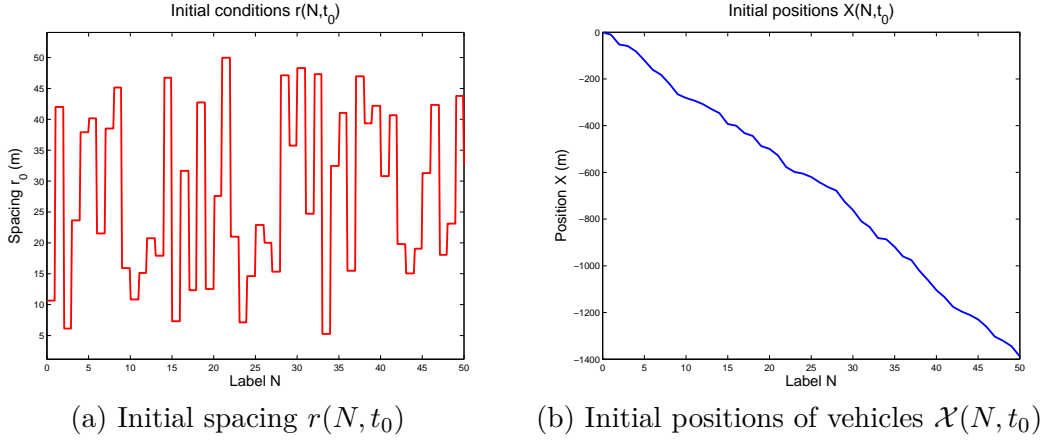 Initial conditions r(N,t0)
50
45
40
35
30
25
20
15
10
5
Spacing r0 (m)
0 5 10 15 20 25 30 35 40 45 50
Label N
(a) Initial spacing r(N, t0)
Initial positions X(N,t0)
0
−200
−400
−600
−800
−1000
−1200
−1400
Position X (m)
0 5 10 15 20 25 30 35 40 45 50
Label N
(b) Initial positions of vehicles 𝒳(N, t0)